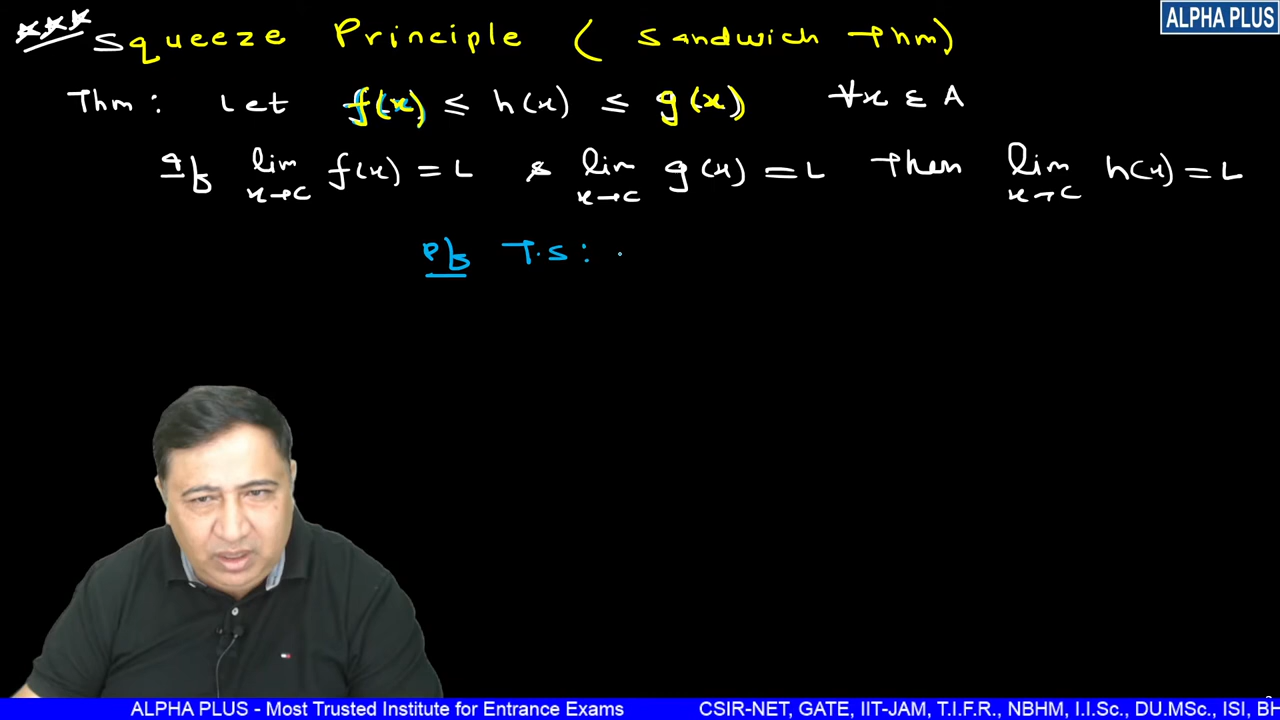 *** Squeeze Principle ( Sandwich Thm)
ALPHA PLUS
Thm : Let f(x) ≤ h(x) ≤ g(x) ∀x ∈ A
If lim x→c f(x) = L & lim x→c g(x) = L Then lim x→c h(x) = L
Pf T.S :
ALPHA PLUS - Most Trusted Institute for Entrance Exams CSIR-NET, GATE, IIT-JAM, T.I.F.R., NBHM, I.I.Sc., DU.MSc., ISI, BH